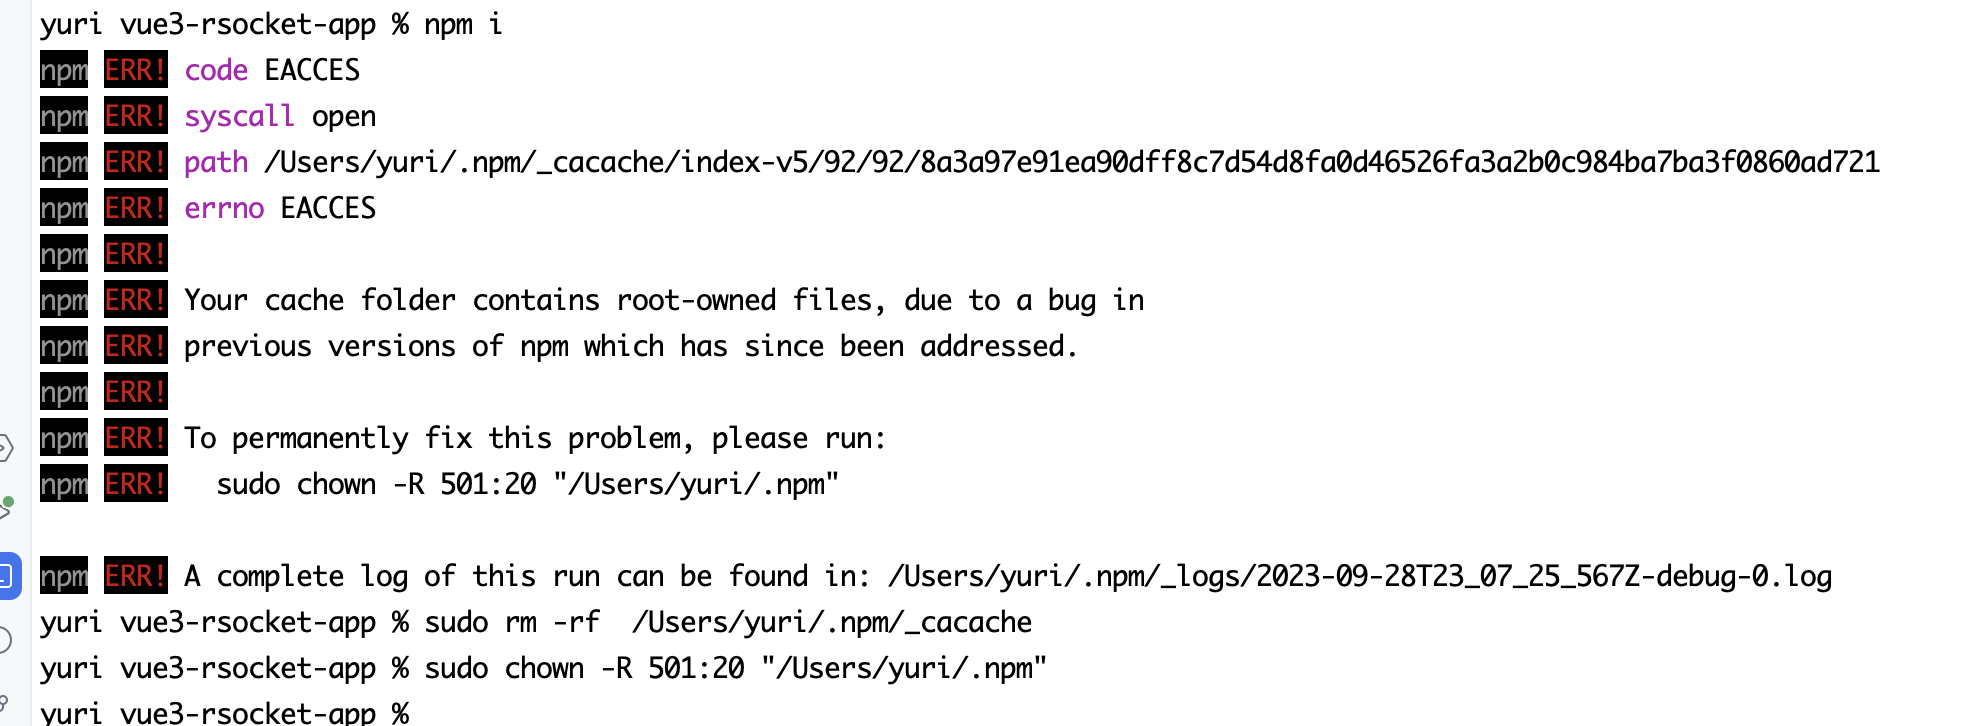 yuri vue3-rsocket-app % npm i
npm ERR! code EACCES
npm ERR! syscall open
npm ERR! path /Users/yuri/.npm/_cacache/index-v5/92/92/8a3a97e91ea90dff8c7d54d8fa0d46526fa3a2b0c984ba7ba3f0860ad721
npm ERR! errno EACCES
npm ERR!
npm ERR! Your cache folder contains root-owned files, due to a bug in
npm ERR! previous versions of npm which has since been addressed.
npm ERR!
npm ERR! To permanently fix this problem, please run:
npm ERR!   sudo chown -R 501:20 "/Users/yuri/.npm"
npm ERR! A complete log of this run can be found in: /Users/yuri/.npm/_logs/2023-09-28T23_07_25_567Z-debug-0.log
yuri vue3-rsocket-app % sudo rm -rf  /Users/yuri/.npm/_cacache
yuri vue3-rsocket-app % sudo chown -R 501:20 "/Users/yuri/.npm"
yuri vue3-rsocket-app %